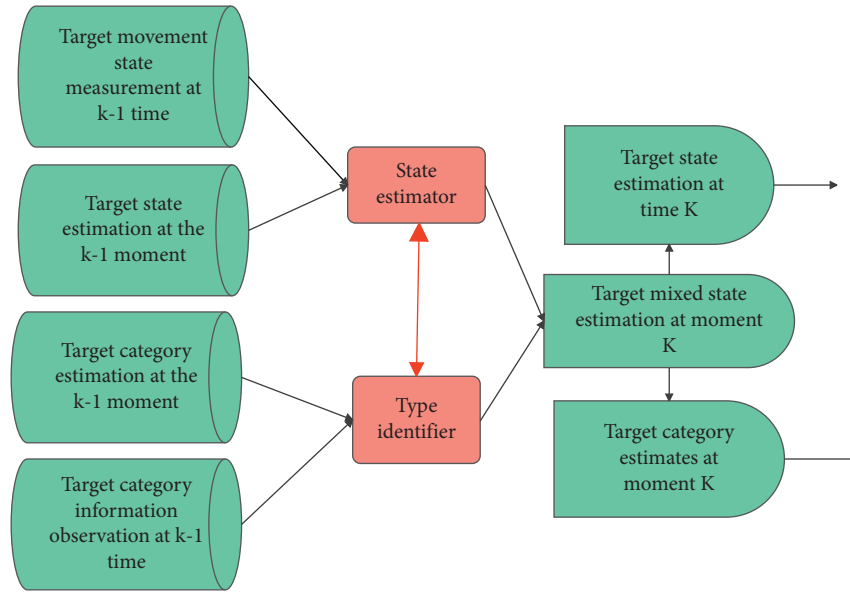 Target movement
state
measurement at
k-1 time
Target state
estimation at the
k-1 moment
Target category
estimation at the
k-1 moment
Target category
information
observation at k-1
time
State
estimator
Type
identifier
Target state
estimation at
time K
Target mixed state
estimation at moment
K
Target category
estimates at
moment K